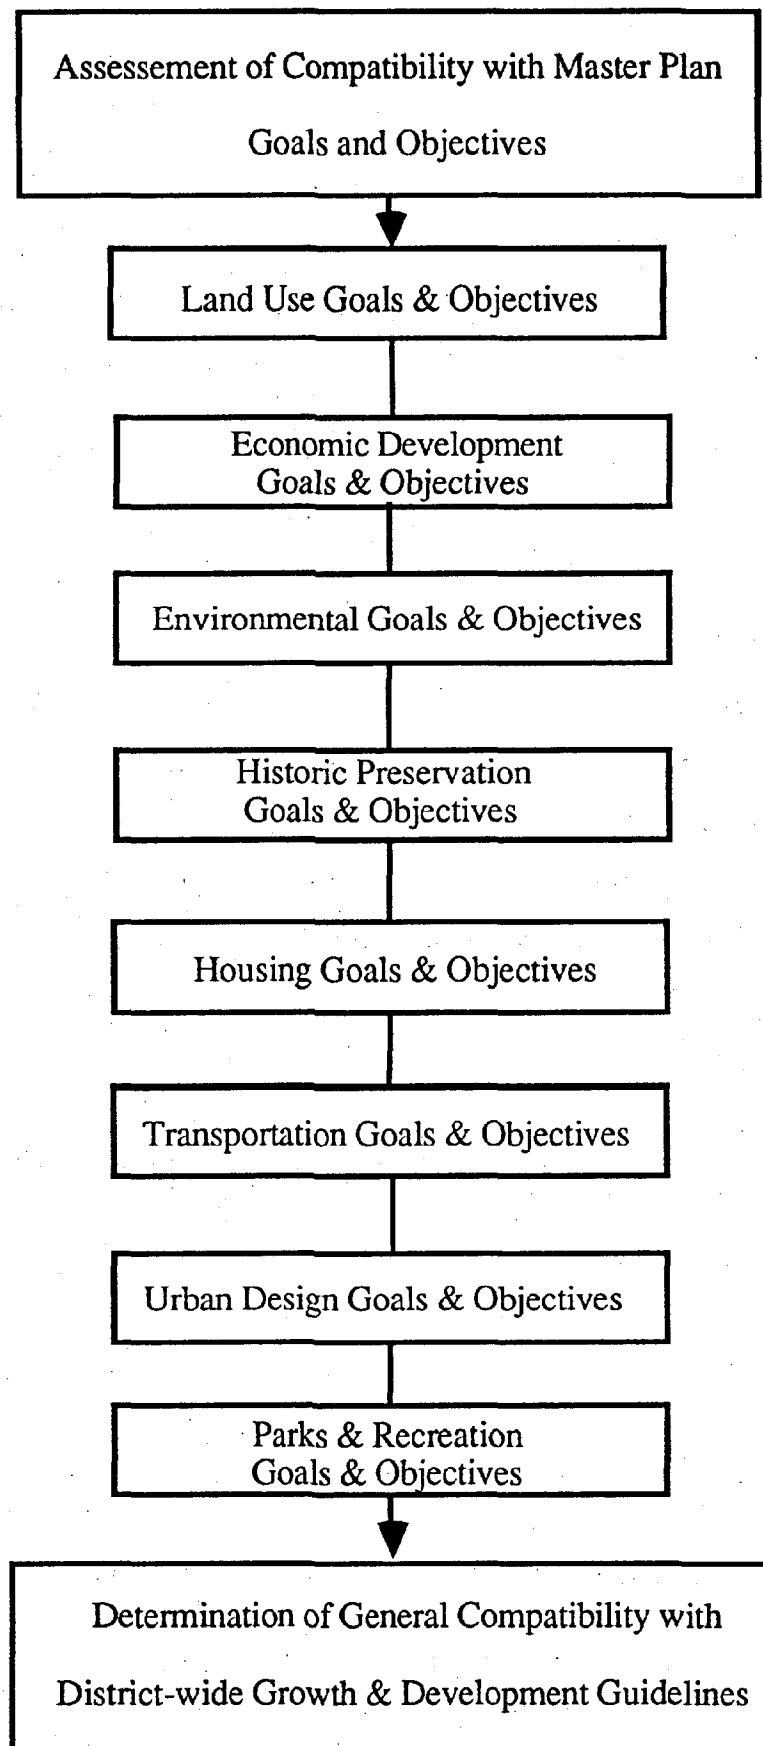 Assessement of Compatibility with Master Plan
Goals and Objectives
Land Use Goals & Objectives
Economic Development
Goals & Objectives
Environmental Goals & Objectives
Historic Preservation
Goals & Objectives
Housing Goals & Objectives
Transportation Goals & Objectives
Urban Design Goals & Objectives
Parks & Recreation
Goals & Objectives
Determination of General Compatibility with
District-wide Growth & Development Guidelines